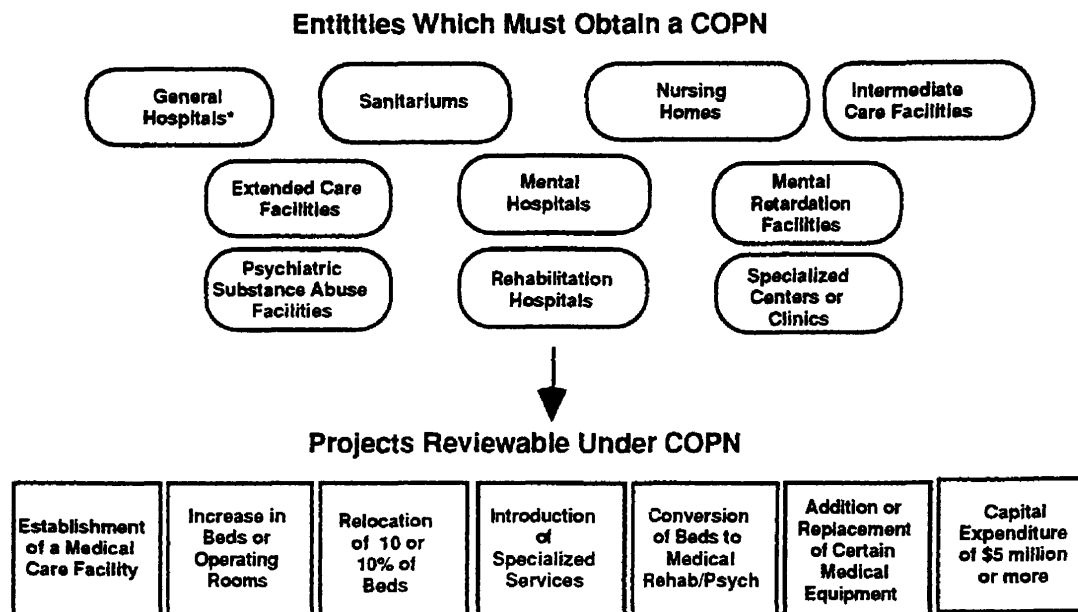 Entitities Which Must Obtain a COPN
General
Hospitals*
Sanitariums
Nursing
Homes
Intermediate
Care Facilities
Extended Care
Facilities
Mental
Hospitals
Mental
Retardation
Facilities
Psychiatric
Substance Abuse
Facilities
Rehabilitation
Hospitals
Specialized
Centers or
Clinics
Projects Reviewable Under COPN
Establishment
of a Medical
Care Facility
Increase in
Beds or
Operating
Rooms
Relocation
of 10 or
10% of
Beds
Introduction
of
Specialized
Services
Conversion
of Beds to
Medical
Rehab/Psych
Addition or
Replacement
of Certain
Medical
Equipment
Capital
Expenditure
of $5 million
or more